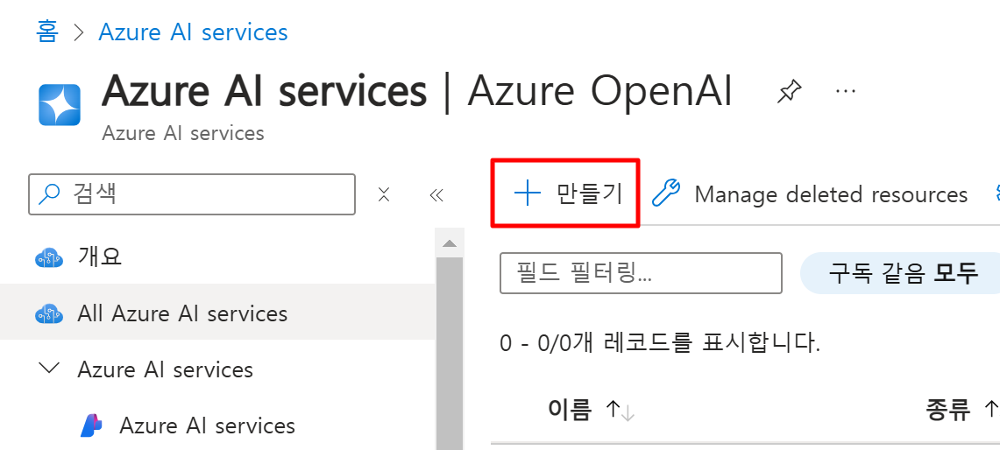 홈 > Azure AI services
Azure AI services | Azure OpenAI ...
Azure AI services
검색
만들기 Manage deleted resources
개요
필드 필터링... 구독 같음 모두
All Azure AI services
0 - 0/0개 레코드를 표시합니다.
Azure AI services
이름 ↑↓ 종류 ↑
Azure AI services